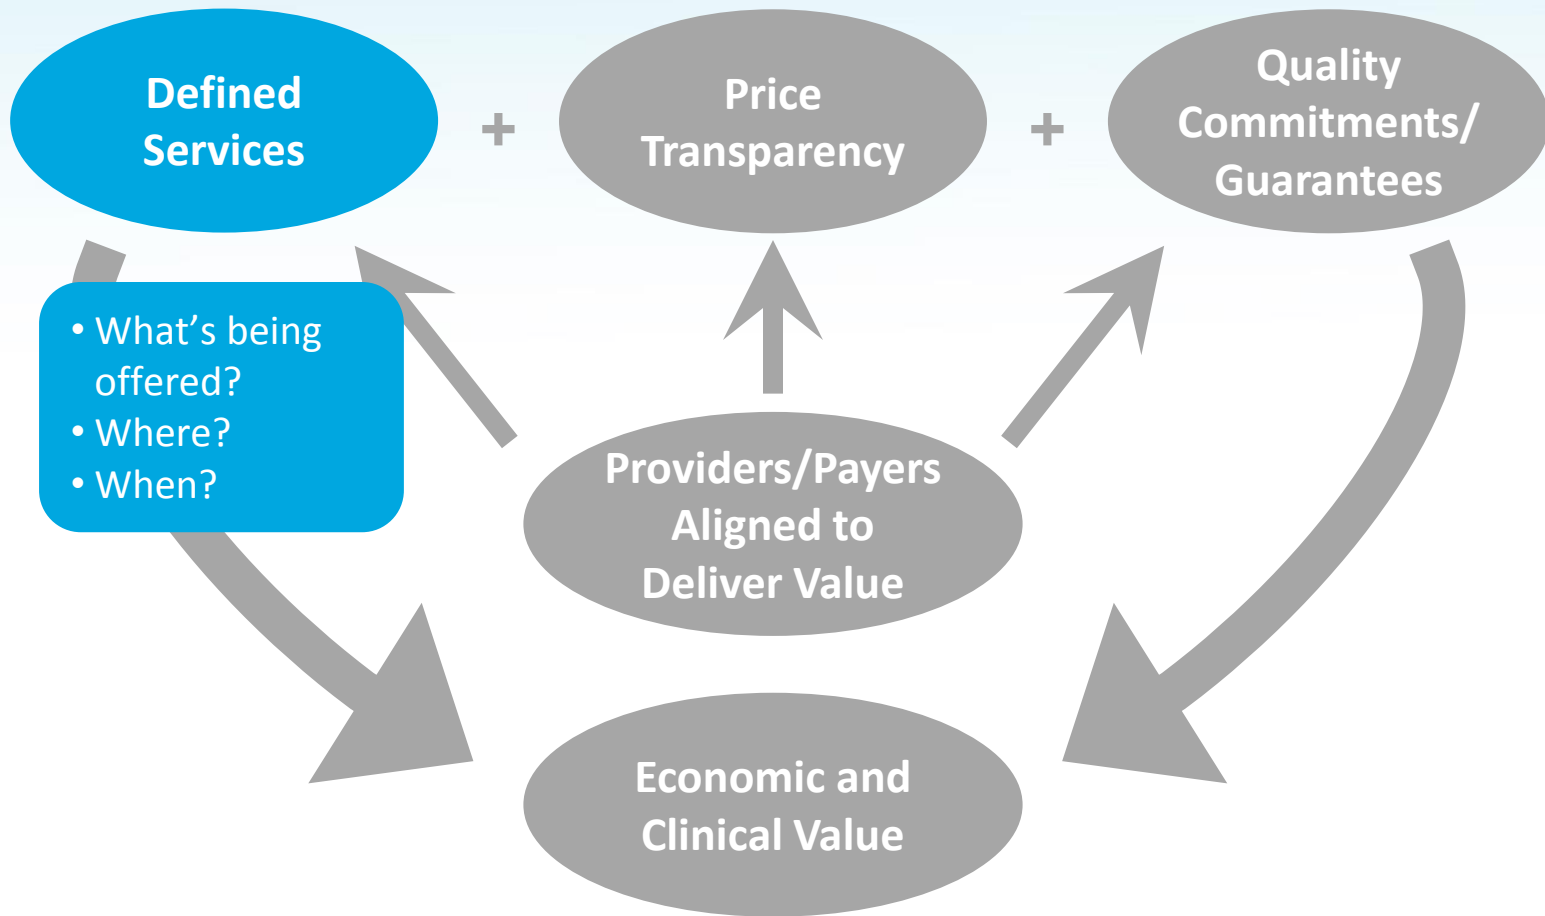 Defined
Services
+
Price
Transparency
+
Quality
Commitments/
Guarantees
• What’s being
offered?
• Where?
• When?
Providers/Payers
Aligned to
Deliver Value
Economic and
Clinical Value